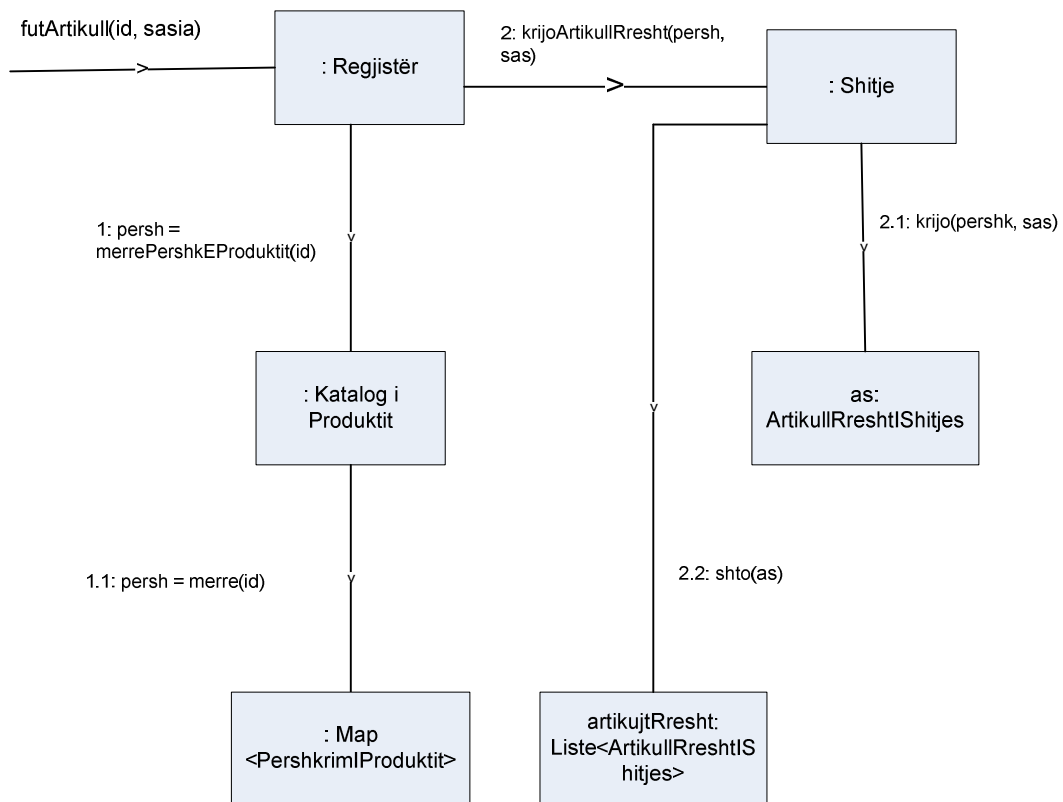 futArtikull(id, sasia)
: Regjistër
2: krijoArtikullRresht(persh,
sas)
: Shitje
1: persh =
merrePershkEProduktit(id)
2.1: krijo(pershk, sas)
: Katalog i
Produktit
as:
ArtikullRreshtIShitjes
1.1: persh = merre(id)
2.2: shto(as)
: Map
<PershkrimIProduktit>
artikujtRresht:
Liste<ArtikullRreshtIS
hitjes>